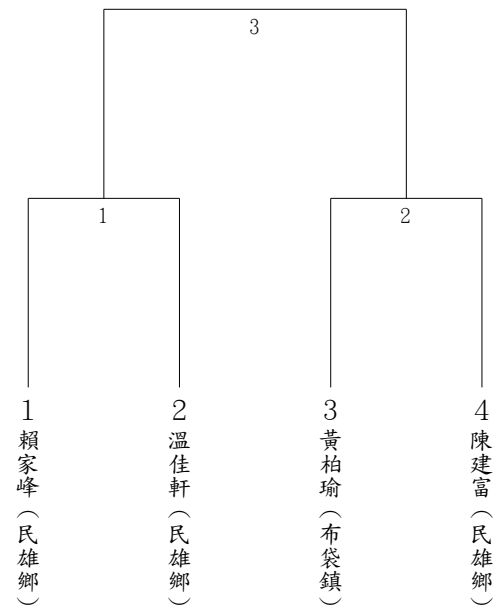 3
1
2
1 賴家峰（民雄鄉）
2 溫佳軒（民雄鄉）
3 黃柏瑜（布袋鎮）
4 陳建富（民雄鄉）